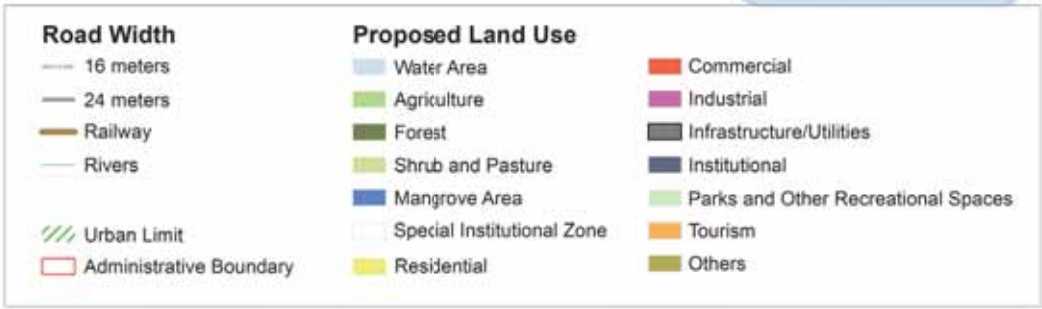 Road Width
16 meters
24 meters
Railway
Rivers
Urban Limit
Administrative Boundary
Proposed Land Use
Water Area
Agriculture
Forest
Shrub and Pasture
Mangrove Area
Special Institutional Zone
Residential
Commercial
Industrial
Infrastructure/Utilities
Institutional
Parks and Other Recreational Spaces
Tourism
Others